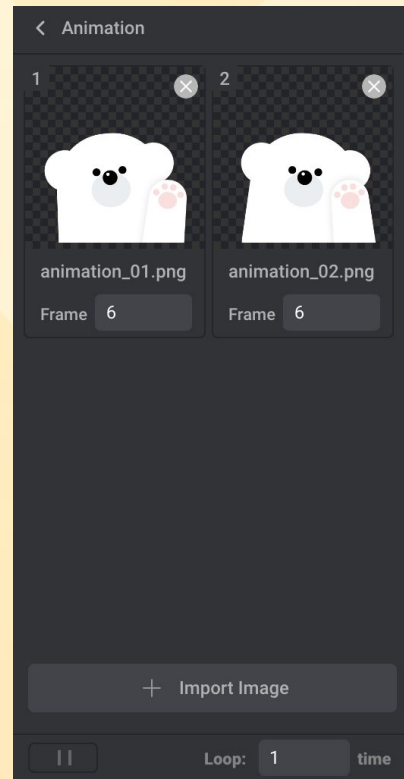 Animation
1
2
animation_01.png
animation_02.png
Frame 6
Frame 6
Import Image
Loop: 1 time